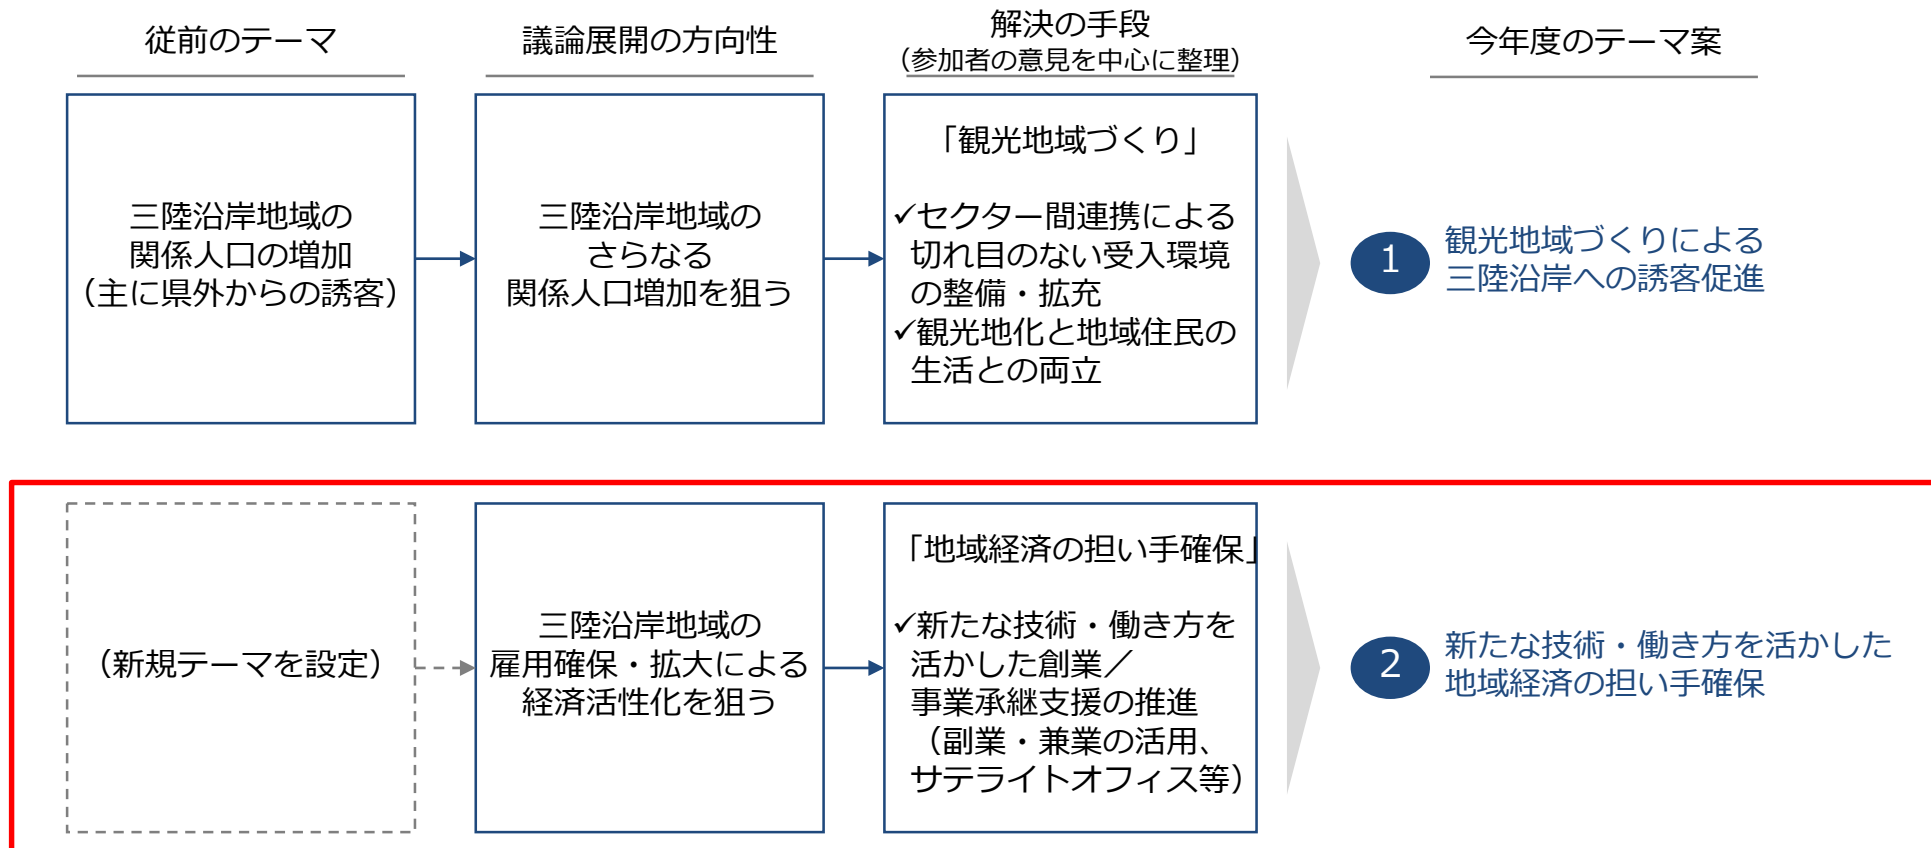 従前のテーマ
議論展開の方向性
解決の手段
（参加者の意見を中心に整理）
今年度のテーマ案
三陸沿岸地域の
関係人口の増加
（主に県外からの誘客）
三陸沿岸地域の
さらなる
関係人口増加を狙う
「観光地域づくり」
✓セクター間連携による
切れ目のない受入環境
の整備・拡充
✓観光地化と地域住民の
生活との両立
1
観光地域づくりによる
三陸沿岸への誘客促進
（新規テーマを設定）
三陸沿岸地域の
雇用確保・拡大による
経済活性化を狙う
「地域経済の担い手確保」
✓新たな技術・働き方を
活かした創業／
事業承継支援の推進
（副業・兼業の活用、
サテライトオフィス等）
2
新たな技術・働き方を活かした
地域経済の担い手確保